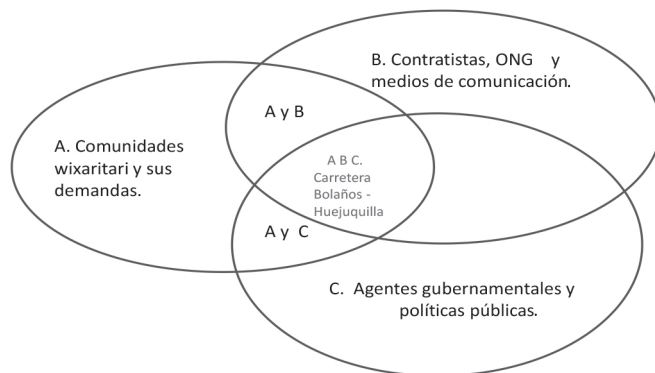 B. Contratistas, ONG y
medios de comunicación.
A y B
A. Comunidades
wixaritari y sus
demandas.
A B C.
Carretera
Bolaños -
Huejuquilla
A y C
C. Agentes gubernamentales y
políticas públicas.